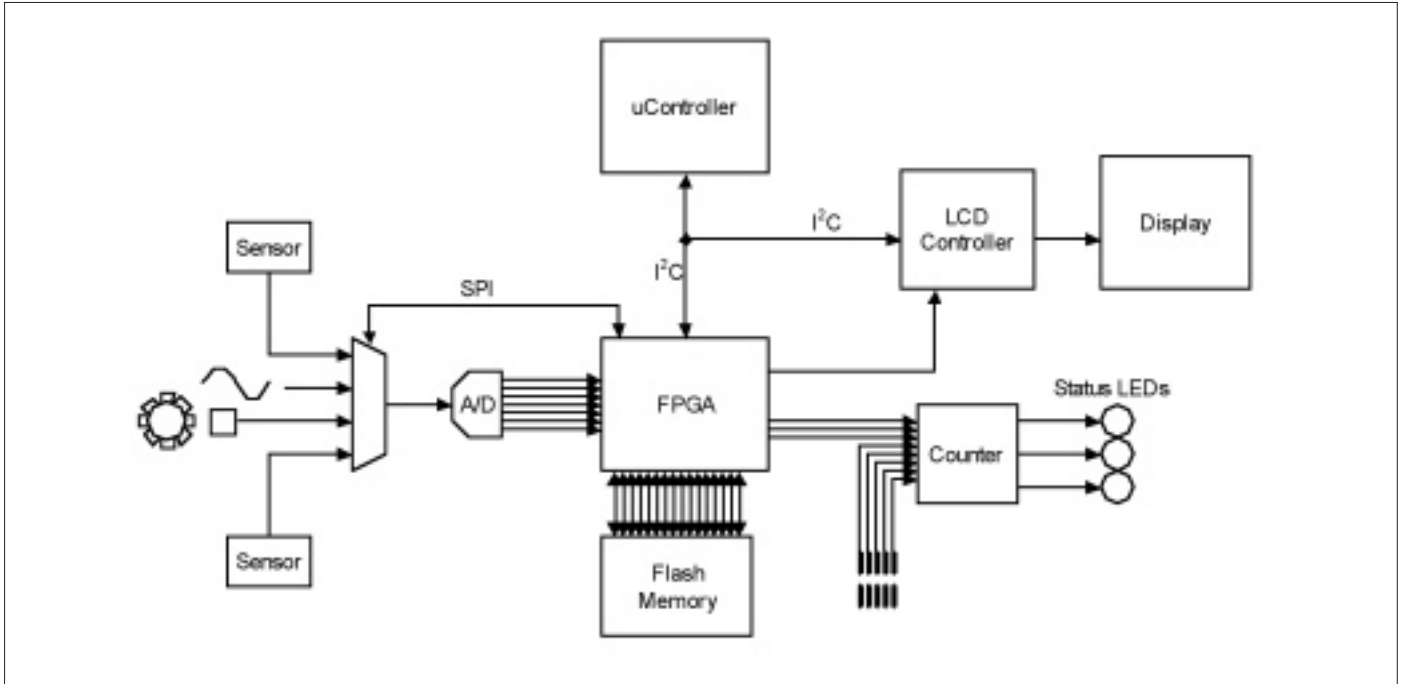 uController
I²C
LCD
Controller
Display
Sensor
I²C
SPI
A/D
FPGA
Status LEDs
Counter
Sensor
Flash
Memory